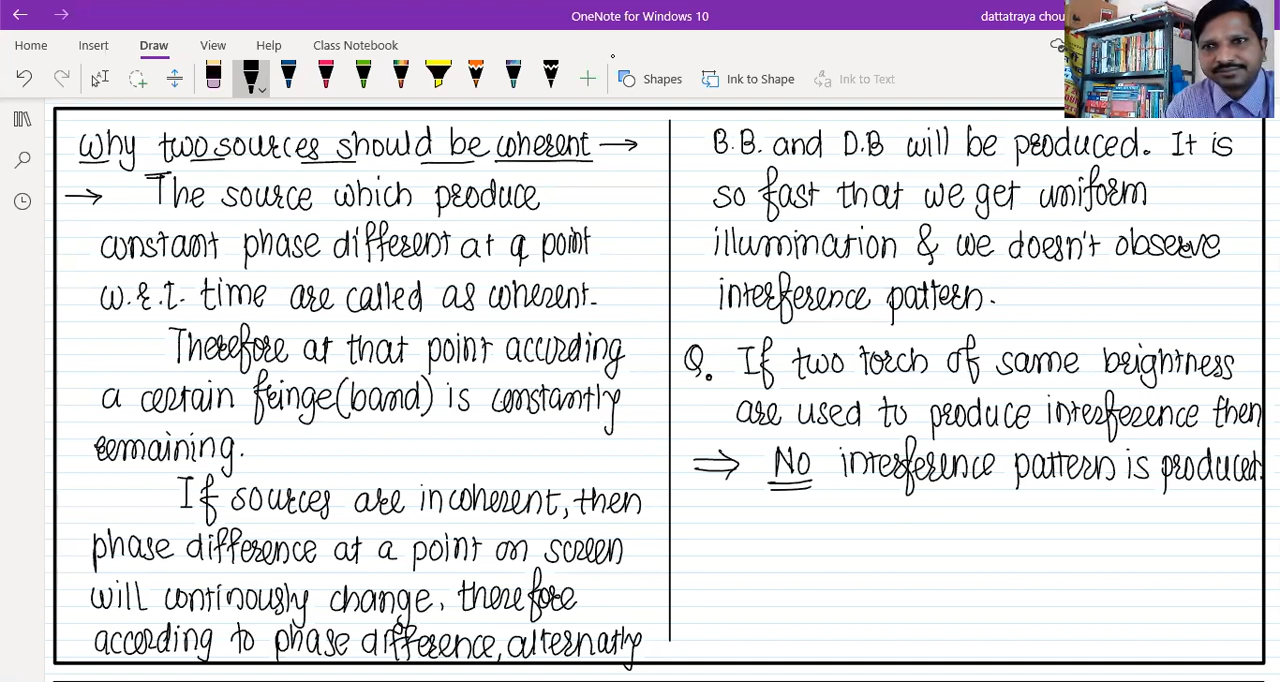 OneNote for Windows 10
dattatraya chou
Home Insert Draw View Help Class Notebook
Shapes Ink to Shape Ink to Text
Why two sources should be coherent →
→ The source which produce
constant phase different at a point
w.r.t. time are called as coherent.
Therefore at that point according
a certain fringe(band) is constantly
remaining.
If sources are incoherent, then
phase difference at a point on screen
will continously change, therefore
according to phase difference, alternatly
B.B. and D.B will be produced. It is
so fast that we get uniform
illumination & we doesn't observe
interference pattern.
Q. If two torch of same brightness
are used to produce interference then
⇒ No interference pattern is produced.